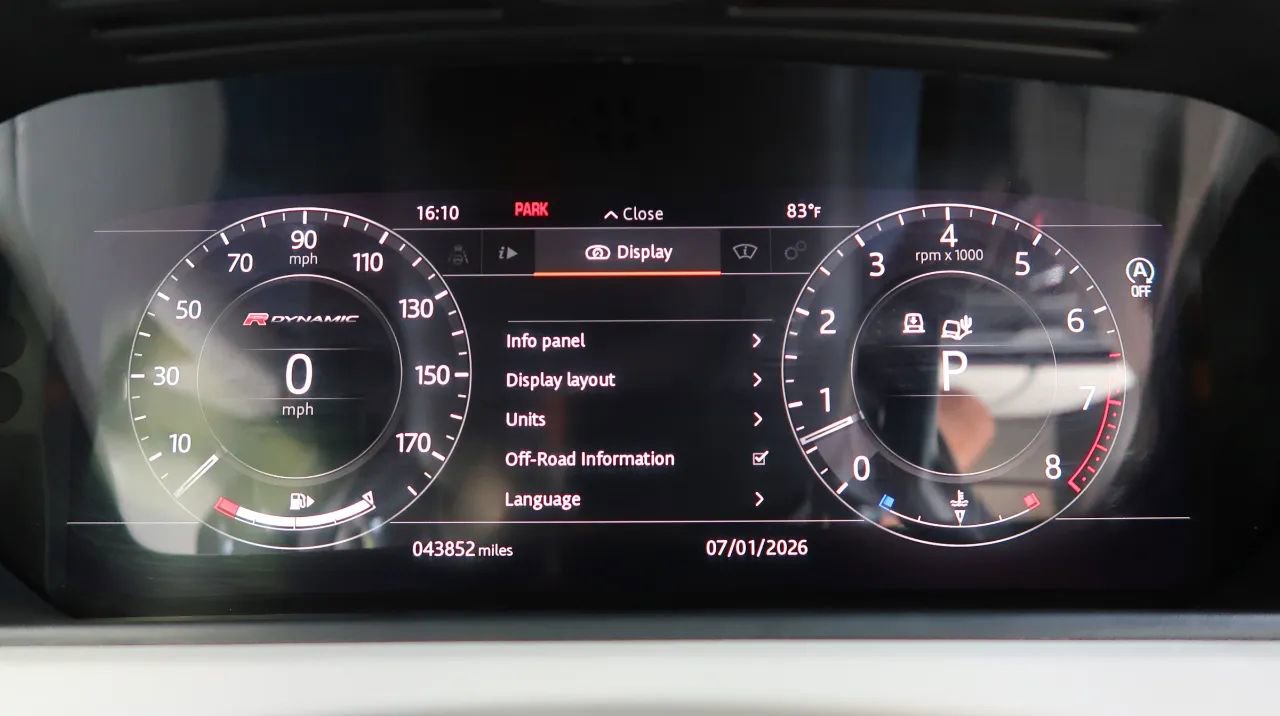 16:10 PARK Close 83°F
i Display i
90
mph
70 110
50 130
30 150
10 170
R DYNAMIC
0
mph
Info panel
Display layout
Units
Off-Road Information
Language
4
rpm x 1000
3 5
2 6
1 7
0 8
P
A
OFF
043852 miles 07/01/2026